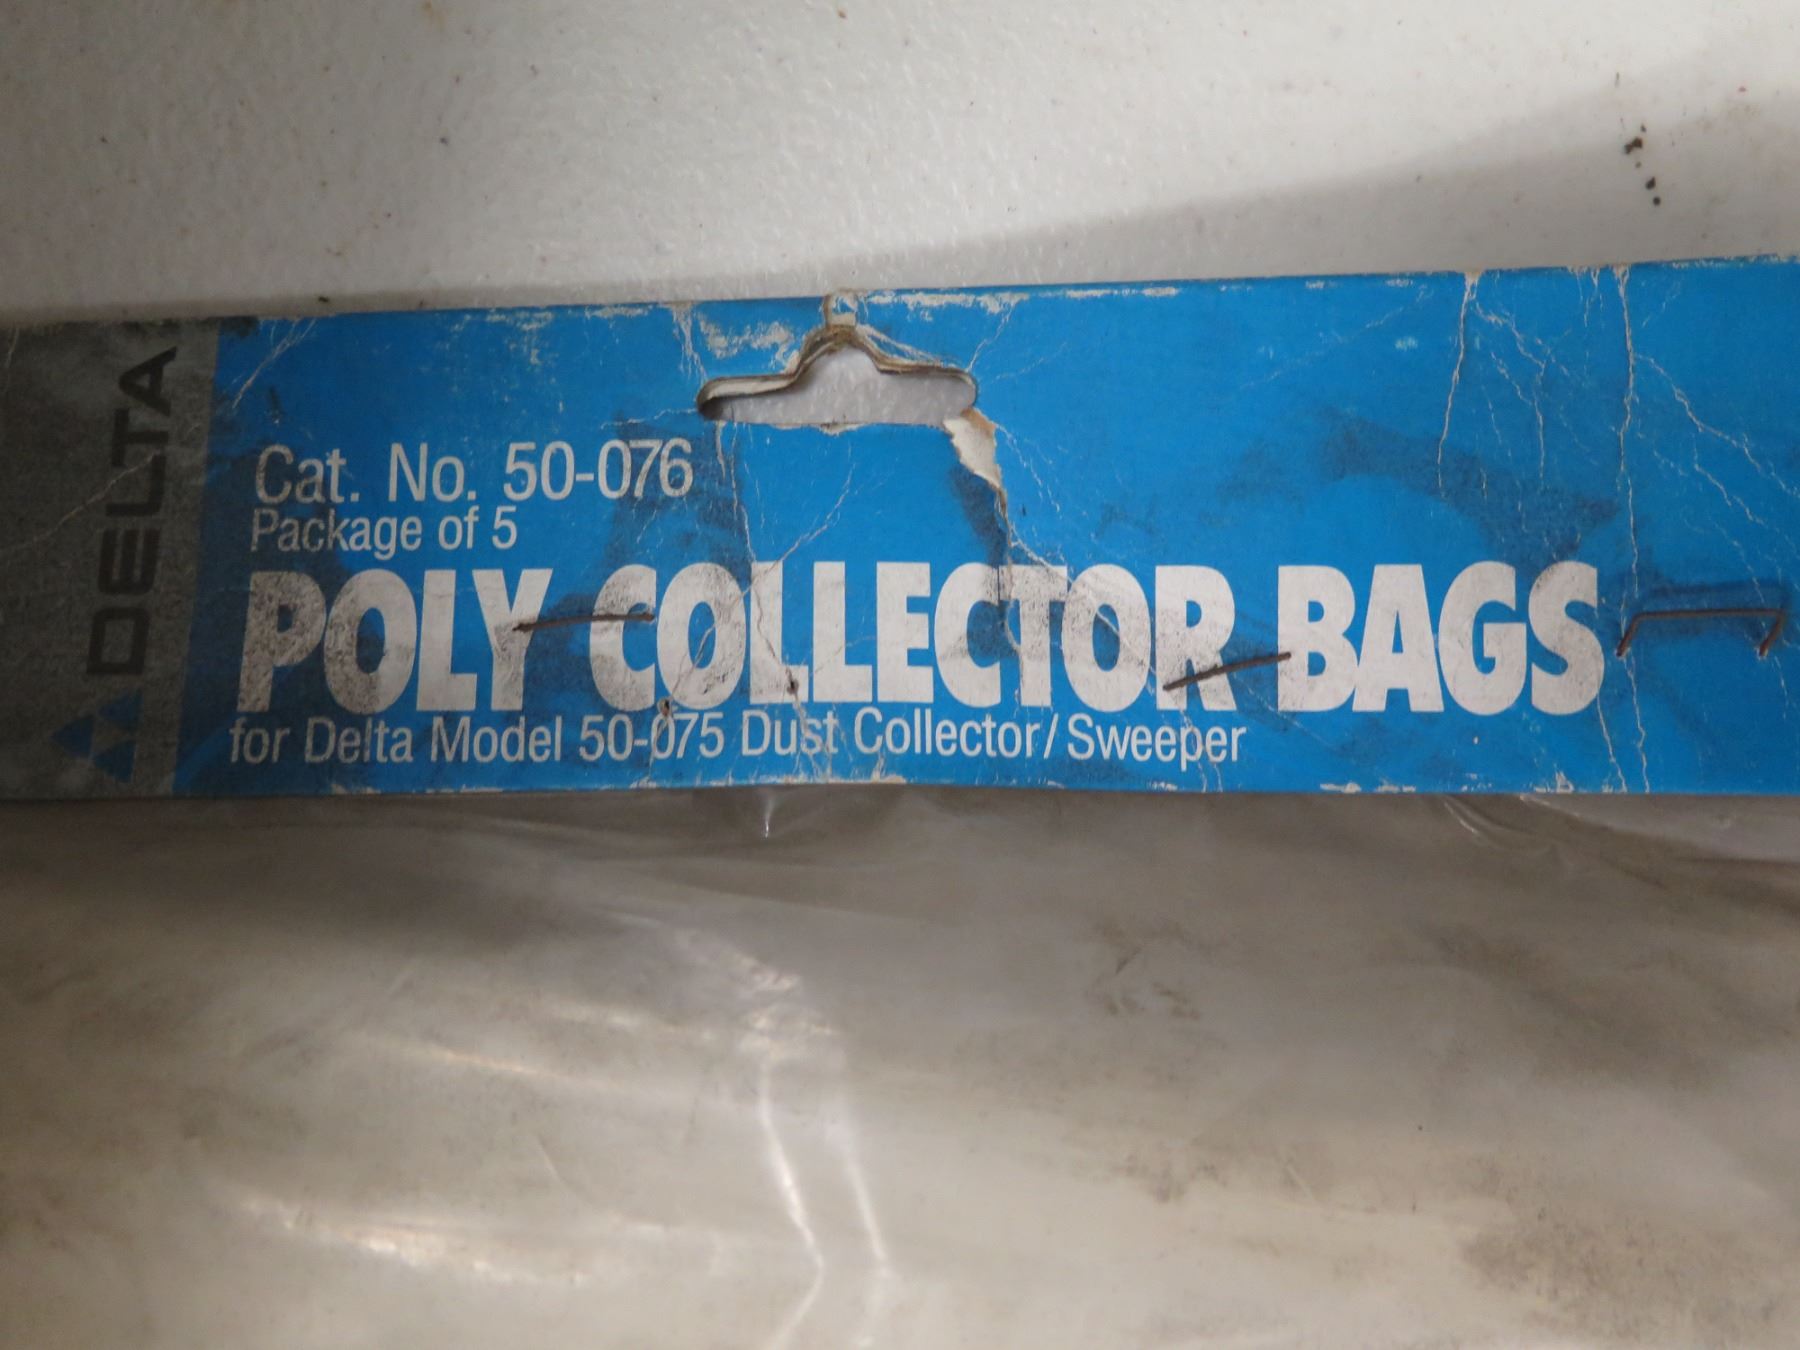 DELTA
Cat. No. 50-076
Package of 5
POLY COLLECTOR BAGS
for Delta Model 50-075 Dust Collector/Sweeper